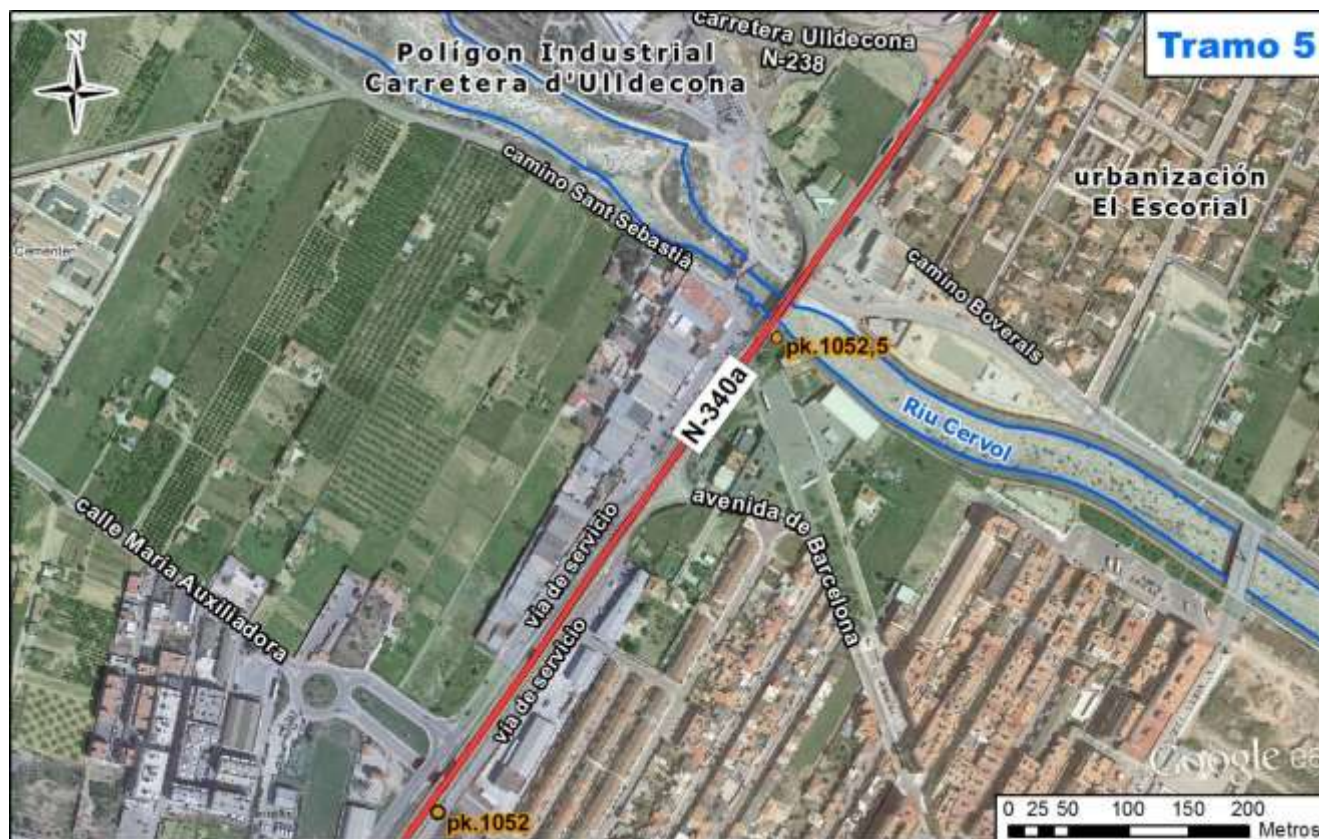 carretera Ulldecona
N-238
Tramo 5
N
Polígon Industrial
Carretera d'Ulldecona
camino Sant Sebastià
urbanización
El Escorial
camino Boverals
pk.1052,5
N-340a
Riu Cervol
avenida de Barcelona
calle María Auxiliadora
vía de servicio
vía de servicio
pk.1052
Google
0 25 50 100 150 200
Metros